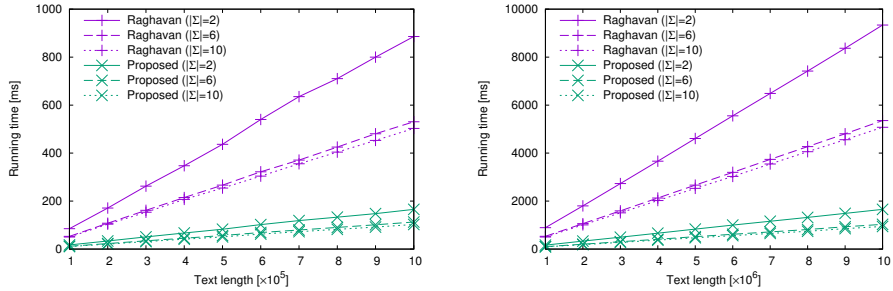 1000
800
600
400
200
0
1 2 3 4 5 6 7 8 9 10
Running time [ms]
Text length [×10⁵]
Raghavan (|Σ|=2)
Raghavan (|Σ|=6)
Raghavan (|Σ|=10)
Proposed (|Σ|=2)
Proposed (|Σ|=6)
Proposed (|Σ|=10)
10000
8000
6000
4000
2000
0
1 2 3 4 5 6 7 8 9 10
Running time [ms]
Text length [×10⁶]
Raghavan (|Σ|=2)
Raghavan (|Σ|=6)
Raghavan (|Σ|=10)
Proposed (|Σ|=2)
Proposed (|Σ|=6)
Proposed (|Σ|=10)